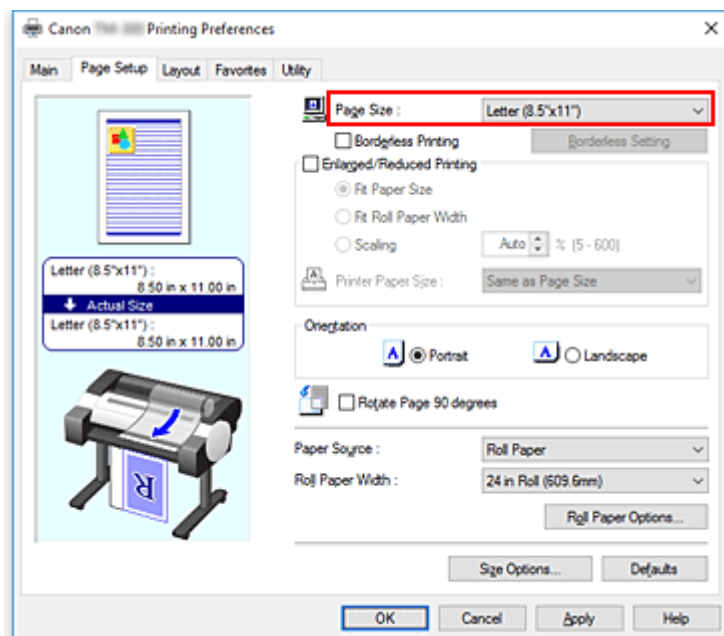 Canon Printing Preferences
Main Page Setup Layout Favorites Utility
Page Size : Letter (8.5"x11")
Borderless Printing Borderless Setting
Enlarged/Reduced Printing
Fit Paper Size
Fit Roll Paper Width
Scaling Auto % (5 - 600)
Printer Paper Size : Same as Page Size
Letter (8.5"x11") :
8.50 in x 11.00 in
Actual Size
Letter (8.5"x11") :
8.50 in x 11.00 in
Orientation
A Portrait A Landscape
Rotate Page 90 degrees
R
Paper Source : Roll Paper
Roll Paper Width : 24 in Roll (609.6mm)
Roll Paper Options...
Size Options... Defaults
OK Cancel Apply Help